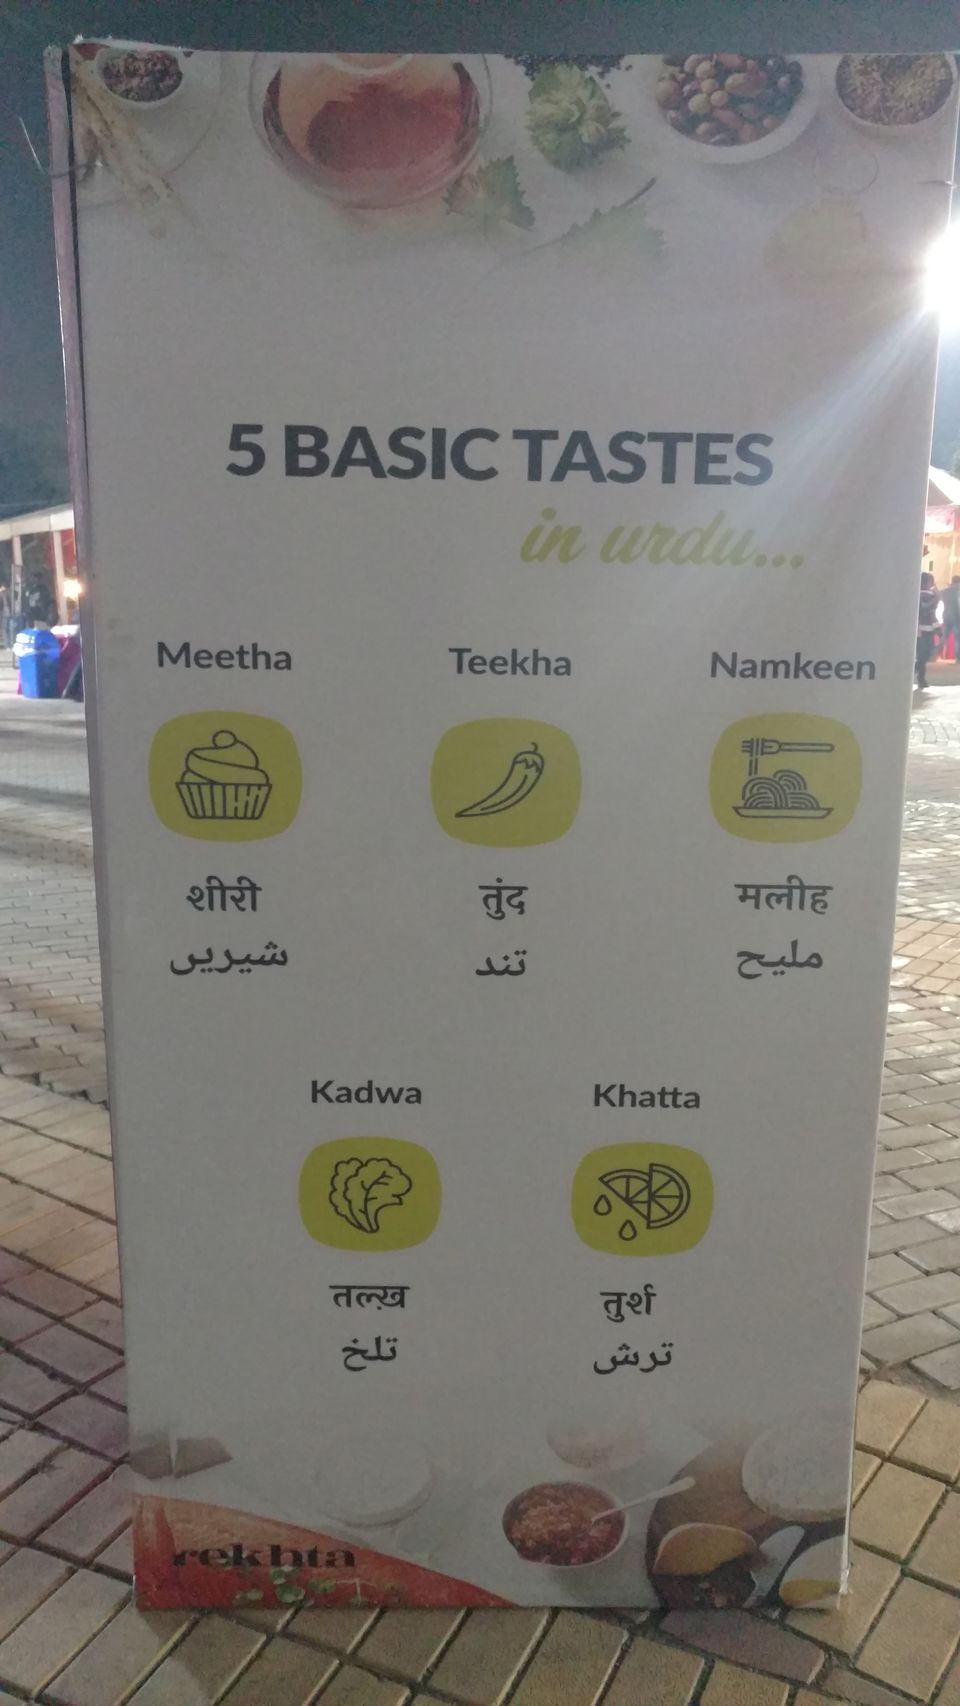 5 BASIC TASTES
in urdu...
Meetha Teekha Namkeen
शीरी तुंद मलीह
شیریں تند ملیح
Kadwa Khatta
तल्ख़ तुर्श
تلخ ترش
rekhta